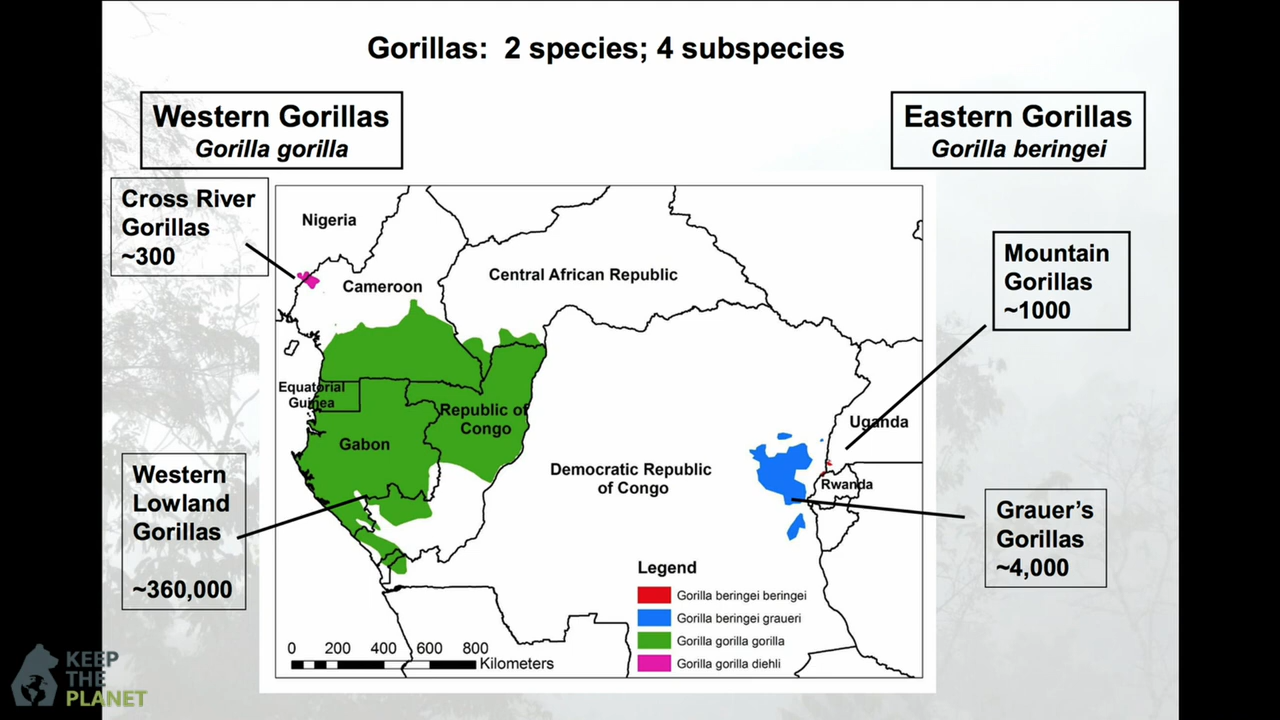 Gorillas: 2 species; 4 subspecies
Western Gorillas
Gorilla gorilla
Eastern Gorillas
Gorilla beringei
Cross River
Gorillas
~300
Western
Lowland
Gorillas
~360,000
Nigeria
Cameroon
Central African Republic
Equatorial
Guinea
Gabon
Republic of
Congo
Democratic Republic
of Congo
Uganda
Rwanda
Mountain
Gorillas
~1000
Grauer's
Gorillas
~4,000
Legend
Gorilla beringei beringei
Gorilla beringei graueri
Gorilla gorilla gorilla
Gorilla gorilla diehli
0 200 400 600 800
Kilometers
KEEP
THE
PLANET